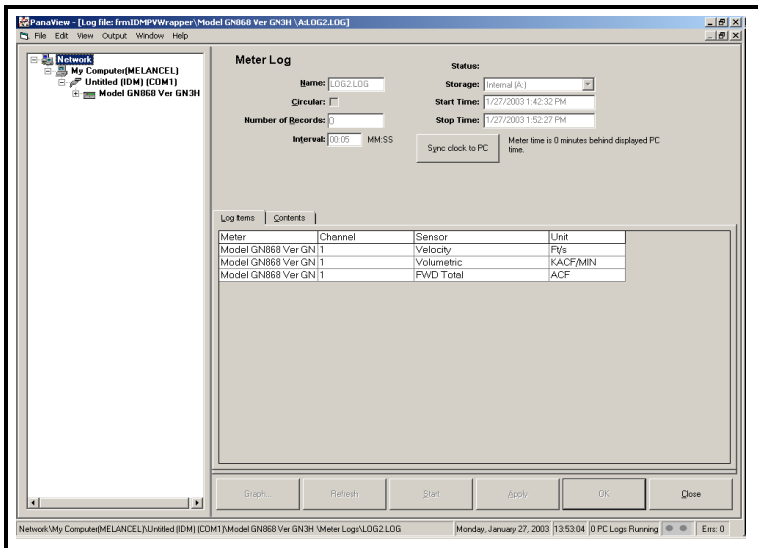 PanaView - [Log file: frmIDMPVWrapper\Model GN868 Ver GN3H \A:LOG2.LOG]
File Edit View Output Window Help
Network
My Computer(MELANCEL)
Untitled (IDM) (COM1)
Model GN868 Ver GN3H
Meter Log
Status:
Name: LOG2.LOG
Storage: Internal (A:)
Circular:
Start Time: 1/27/2003 1:42:32 PM
Number of Records: 0
Stop Time: 1/27/2003 1:52:27 PM
Interval: 00:05 MM:SS
Sync clock to PC
Meter time is 0 minutes behind displayed PC
time.
Log Items Contents
Meter Channel Sensor Unit
Model GN868 Ver GN 1 Velocity Ft/s
Model GN868 Ver GN 1 Volumetric KACF/MIN
Model GN868 Ver GN 1 FWD Total ACF
Graph... Refresh Start Apply OK Close
Network\My Computer(MELANCEL)\Untitled (IDM) (COM1)\Model GN868 Ver GN3H \Meter Logs\LOG2.LOG Monday, January 27, 2003 13:53:04 0 PC Logs Running Errs: 0